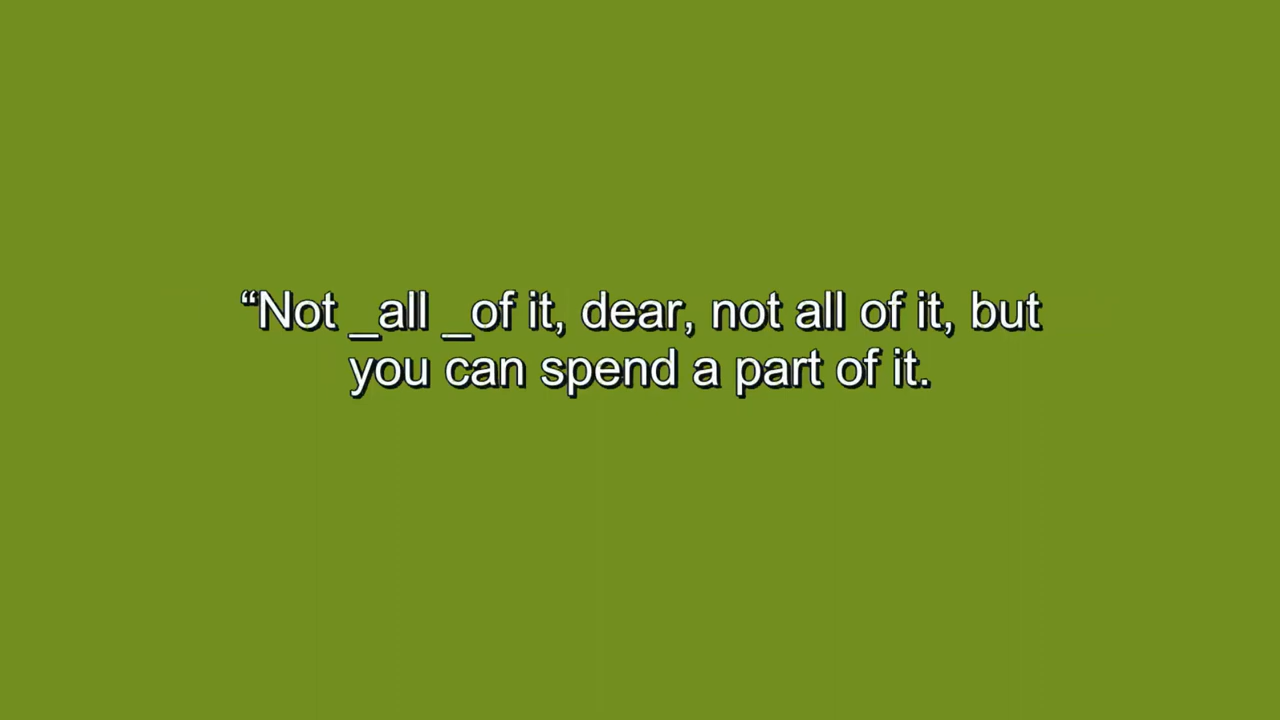 “Not _all _of it, dear, not all of it, but
you can spend a part of it.